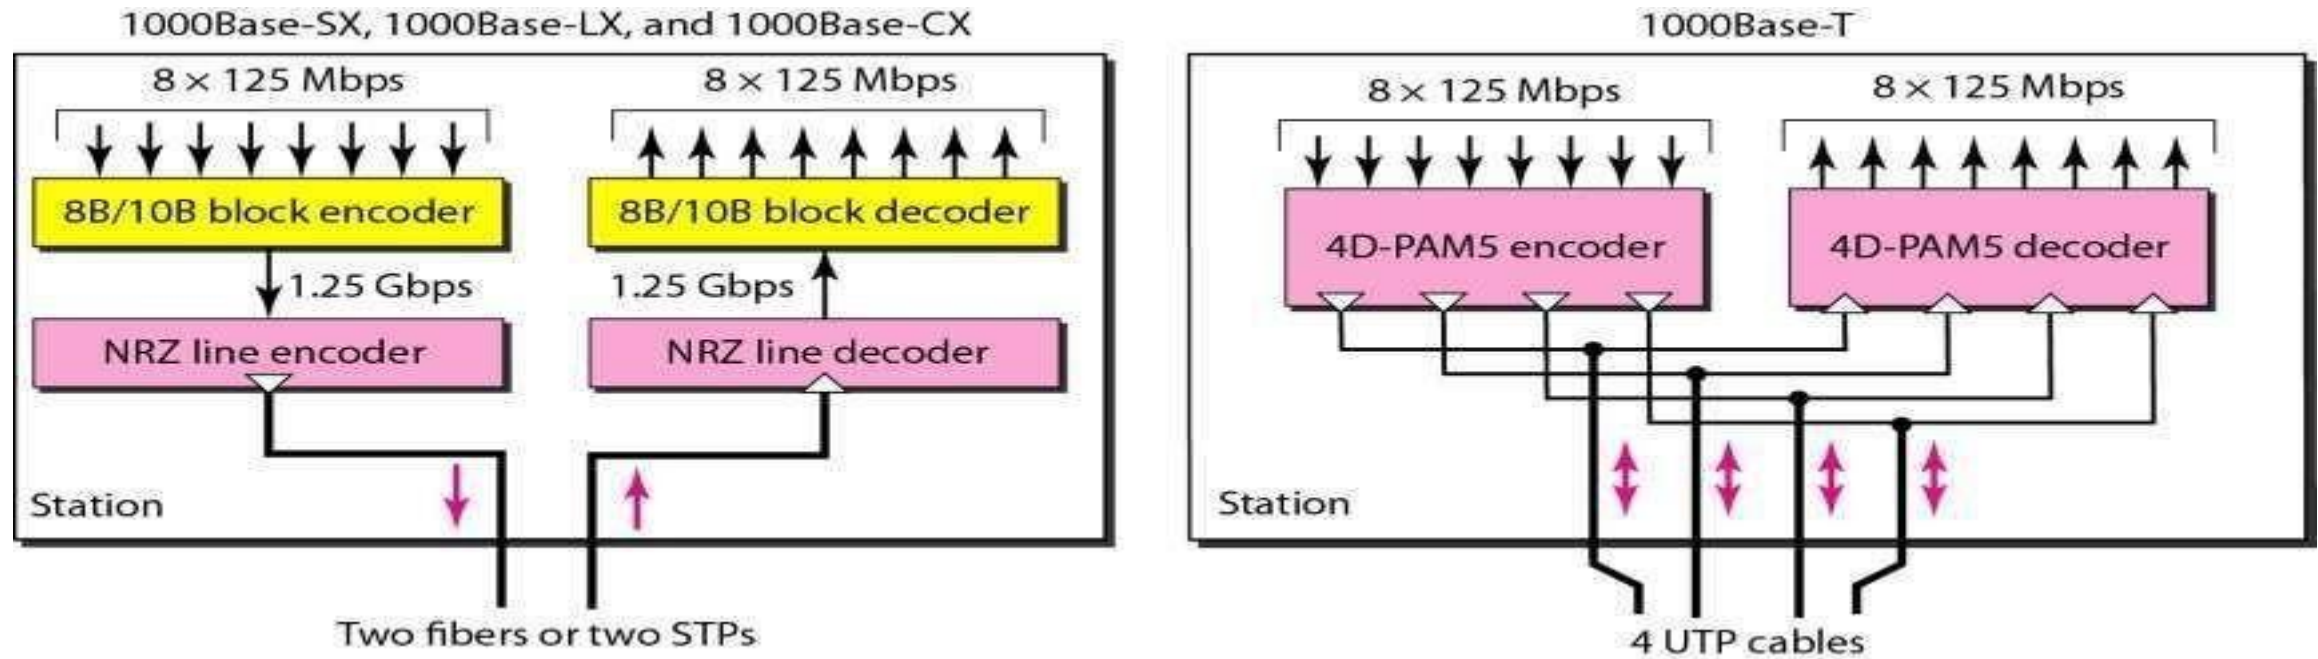 1000Base-SX, 1000Base-LX, and 1000Base-CX
8 × 125 Mbps
8 × 125 Mbps
8B/10B block encoder
8B/10B block decoder
1.25 Gbps
1.25 Gbps
NRZ line encoder
NRZ line decoder
Station
Two fibers or two STPs
1000Base-T
8 × 125 Mbps
8 × 125 Mbps
4D-PAM5 encoder
4D-PAM5 decoder
Station
4 UTP cables